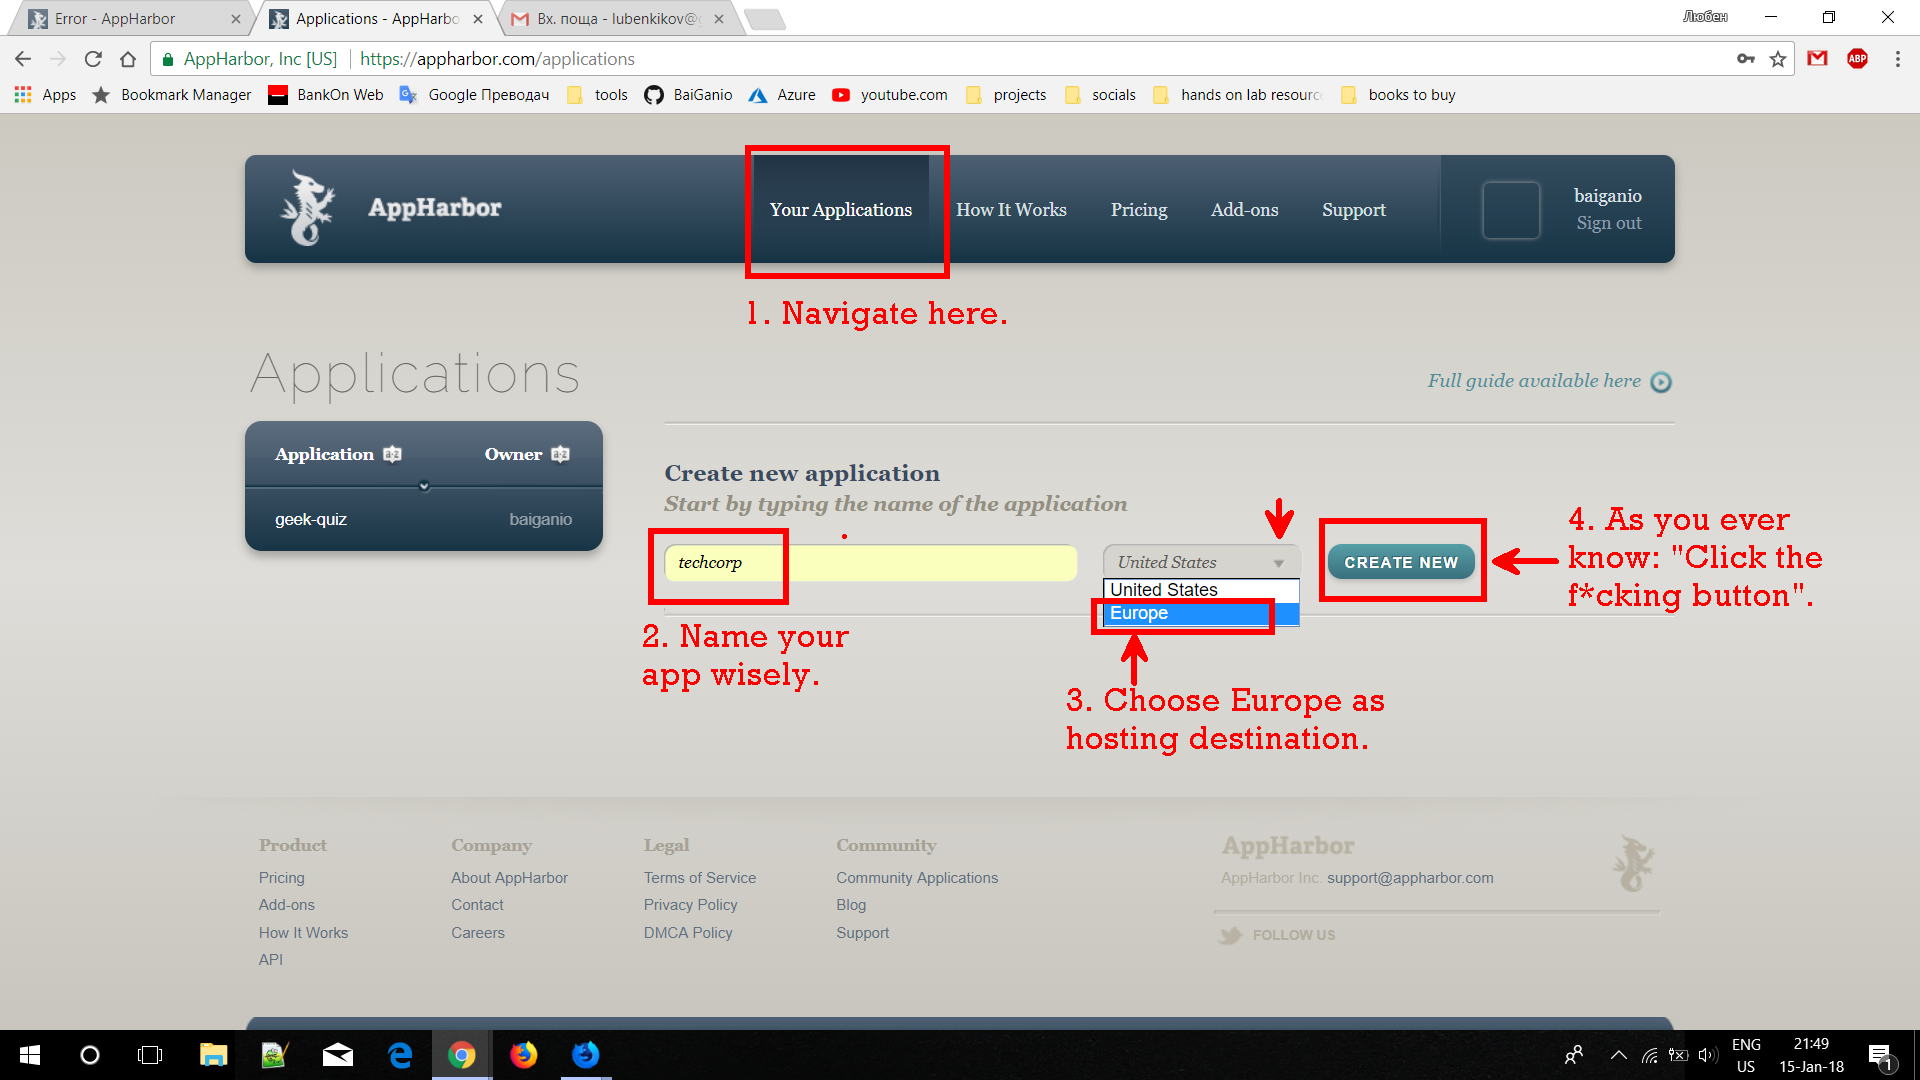 Error - AppHarbor
Applications - AppHarbo
Вх. поща - lubenkikov@g
Любен
AppHarbor, Inc [US]
https://appharbor.com/applications
ABP
Apps
Bookmark Manager
BankOn Web
Google Преводач
tools
BaiGanio
Azure
youtube.com
projects
socials
hands on lab resourc
books to buy
AppHarbor
Your Applications
How It Works
Pricing
Add-ons
Support
baiganio
Sign out
1. Navigate here.
Applications
Full guide available here
Application a-z
Owner a-z
geek-quiz
baiganio
Create new application
Start by typing the name of the application
techcorp
United States
United States
Europe
CREATE NEW
2. Name your
app wisely.
3. Choose Europe as
hosting destination.
4. As you ever
know: "Click the
f*cking button".
Product
Pricing
Add-ons
How It Works
API
Company
About AppHarbor
Contact
Careers
Legal
Terms of Service
Privacy Policy
DMCA Policy
Community
Community Applications
Blog
Support
AppHarbor
AppHarbor Inc. support@appharbor.com
FOLLOW US
ENG
US
21:49
15-Jan-18
1